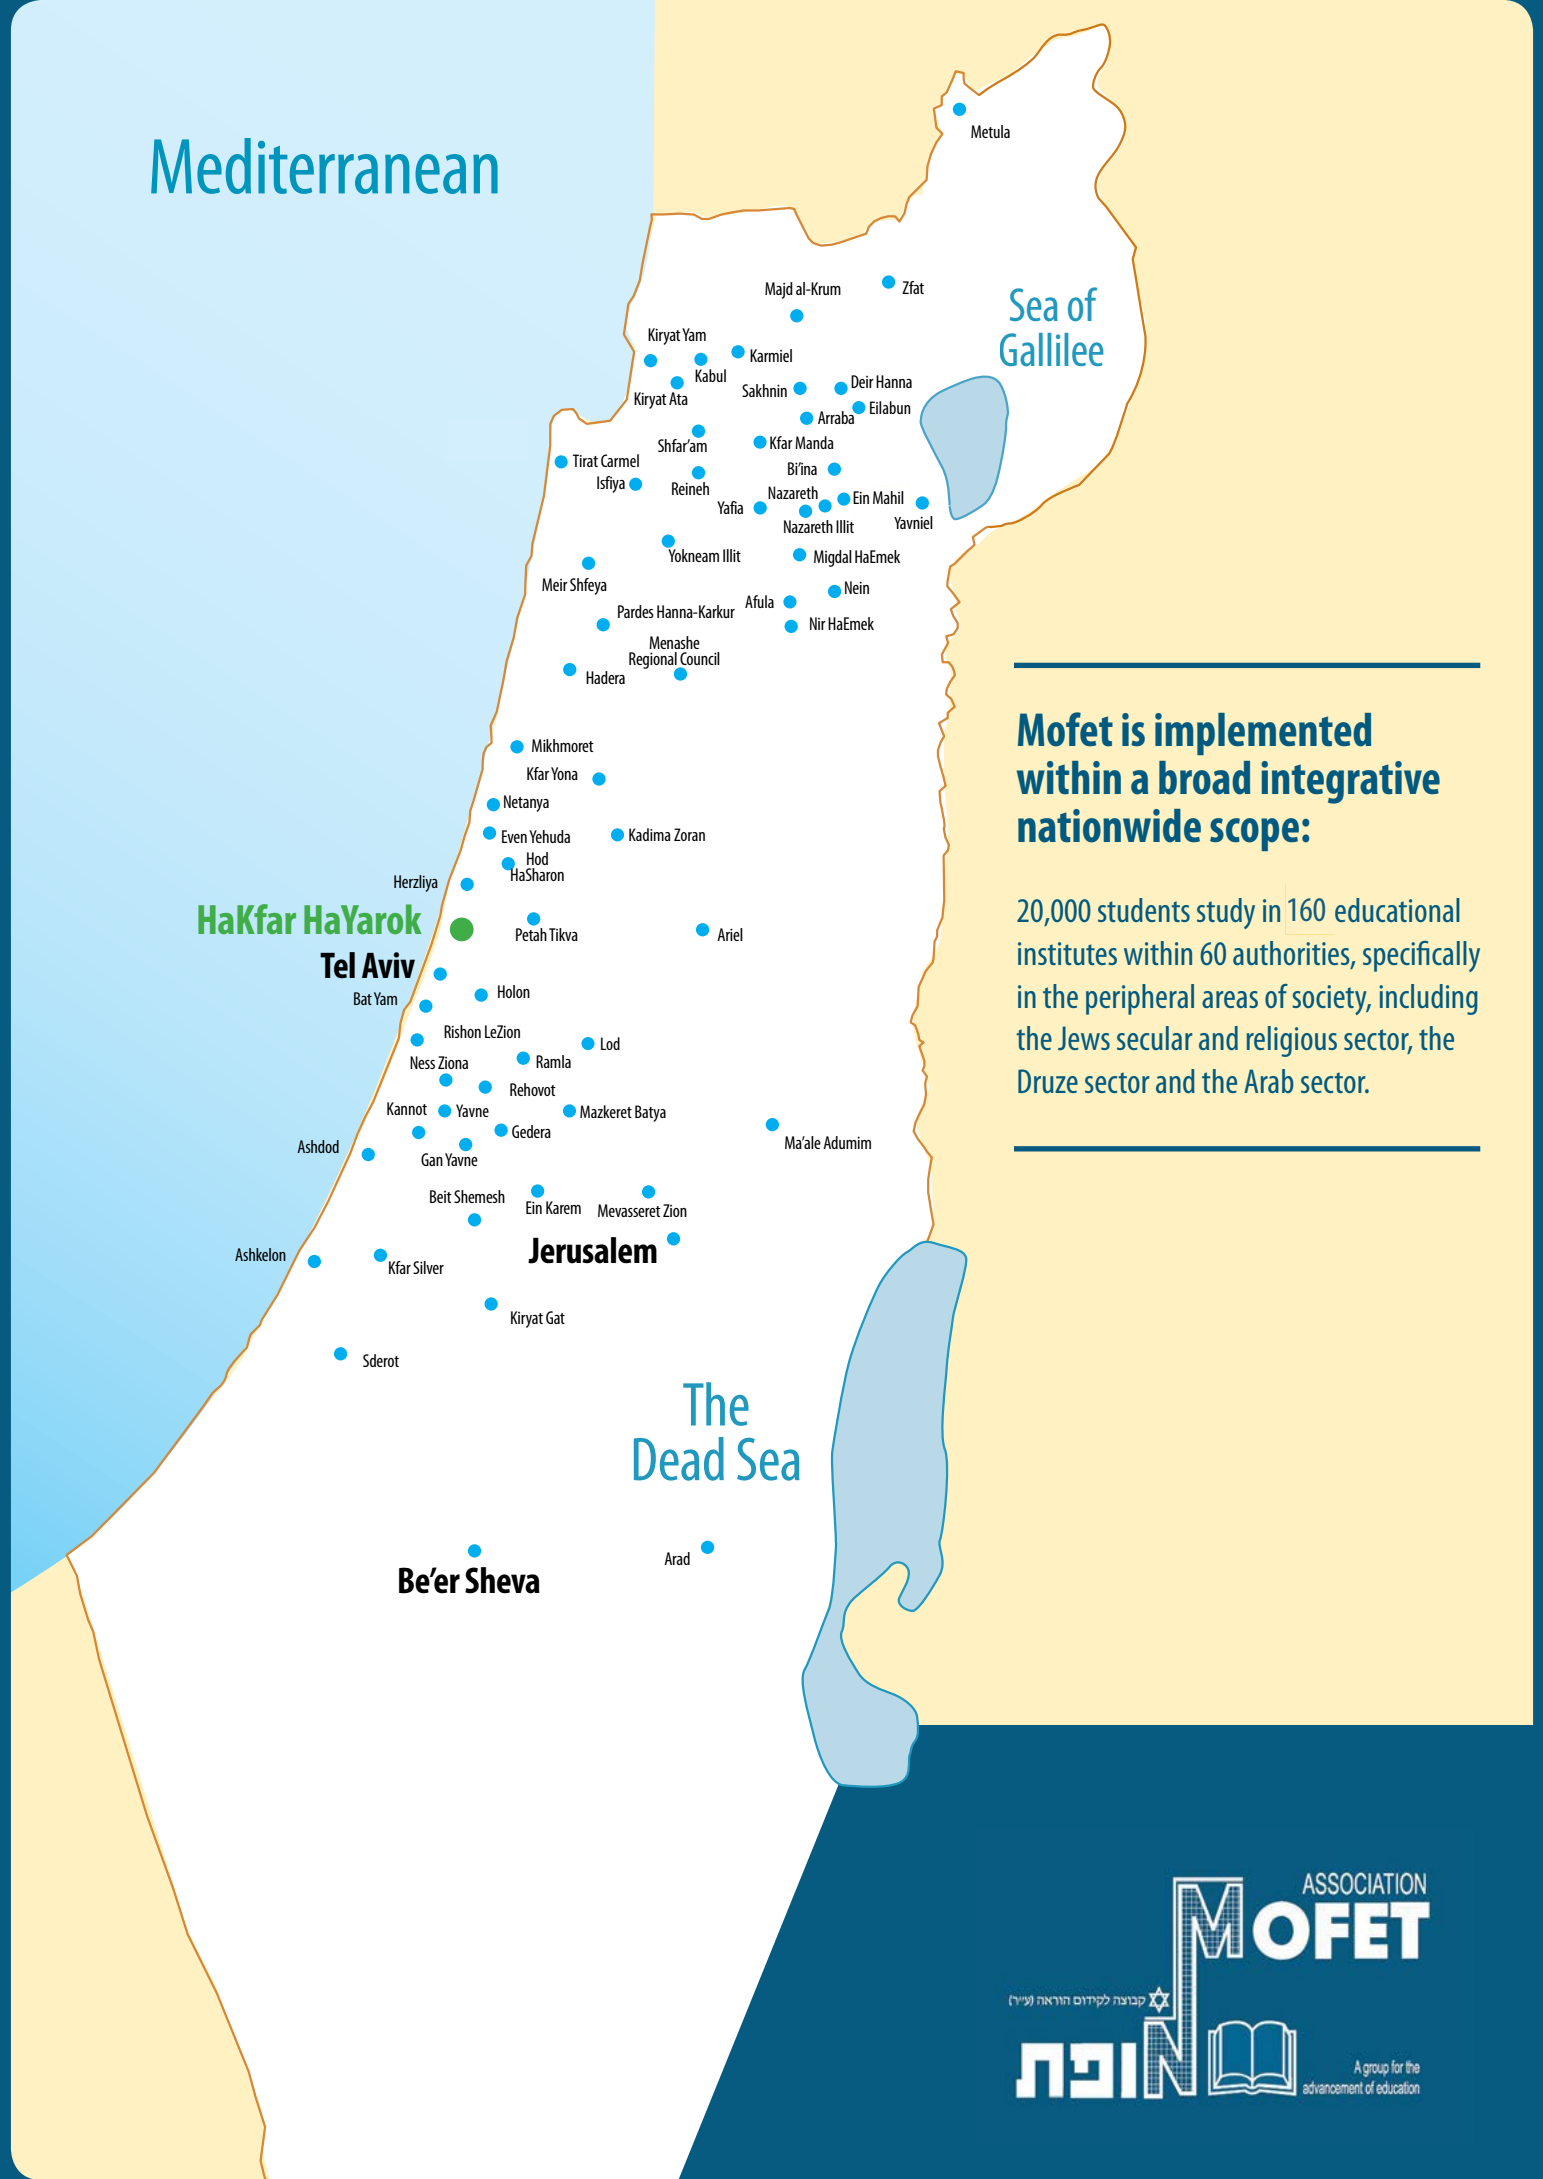 Mediterranean
Metula
Zfat
Majd al-Krum
Sea of
Gallilee
Kiryat Yam
Karmiel
Kabul
Kiryat Ata
Sakhnin
Deir Hanna
Eilabun
Arraba
Shfar'am
Kfar Manda
Tirat Carmel
Bi'ina
Isfiya
Reineh
Nazareth
Ein Mahil
Yafia
Nazareth Illit
Yavniel
Yokneam Illit
Migdal HaEmek
Meir Shfeya
Nein
Afula
Pardes Hanna-Karkur
Nir HaEmek
Menashe
Regional Council
Hadera
Mikhmoret
Kfar Yona
Netanya
Even Yehuda
Kadima Zoran
Hod
HaSharon
Herzliya
HaKfar HaYarok
Petah Tikva
Ariel
Tel Aviv
Bat Yam
Holon
Rishon LeZion
Lod
Ness Ziona
Ramla
Rehovot
Kannot
Yavne
Mazkeret Batya
Gedera
Ashdod
Gan Yavne
Ma'ale Adumim
Beit Shemesh
Ein Karem
Mevasseret Zion
Jerusalem
Ashkelon
Kfar Silver
Kiryat Gat
Sderot
The
Dead Sea
Be'er Sheva
Arad
Mofet is implemented
within a broad integrative
nationwide scope:
20,000 students study in 160 educational
institutes within 60 authorities, specifically
in the peripheral areas of society, including
the Jews secular and religious sector, the
Druze sector and the Arab sector.
ASSOCIATION
MOFET
קבוצה לקידום הוראה (ע״ר)
מופת
A group for the
advancement of education